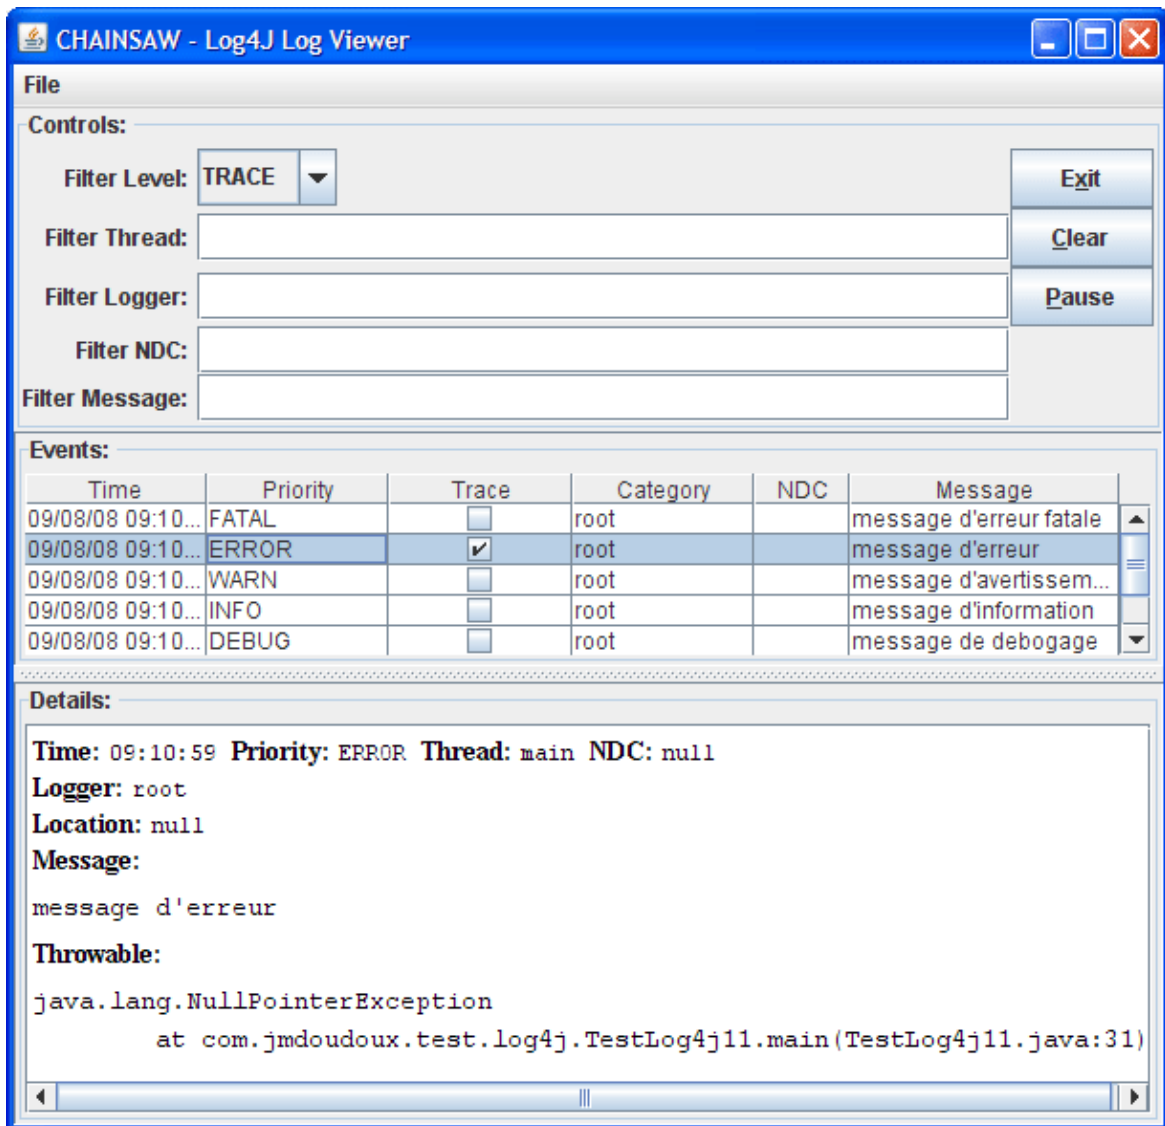 CHAINSAW - Log4J Log Viewer
File
Controls:
Filter Level: TRACE Exit
Filter Thread: Clear
Filter Logger: Pause
Filter NDC:
Filter Message:
Events:
Time Priority Trace Category NDC Message
09/08/08 09:10... FATAL root message d'erreur fatale
09/08/08 09:10... ERROR root message d'erreur
09/08/08 09:10... WARN root message d'avertissem...
09/08/08 09:10... INFO root message d'information
09/08/08 09:10... DEBUG root message de debogage
Details:
Time: 09:10:59 Priority: ERROR Thread: main NDC: null
Logger: root
Location: null
Message:
message d'erreur
Throwable:
java.lang.NullPointerException
at com.jmdoudoux.test.log4j.TestLog4j11.main(TestLog4j11.java:31)